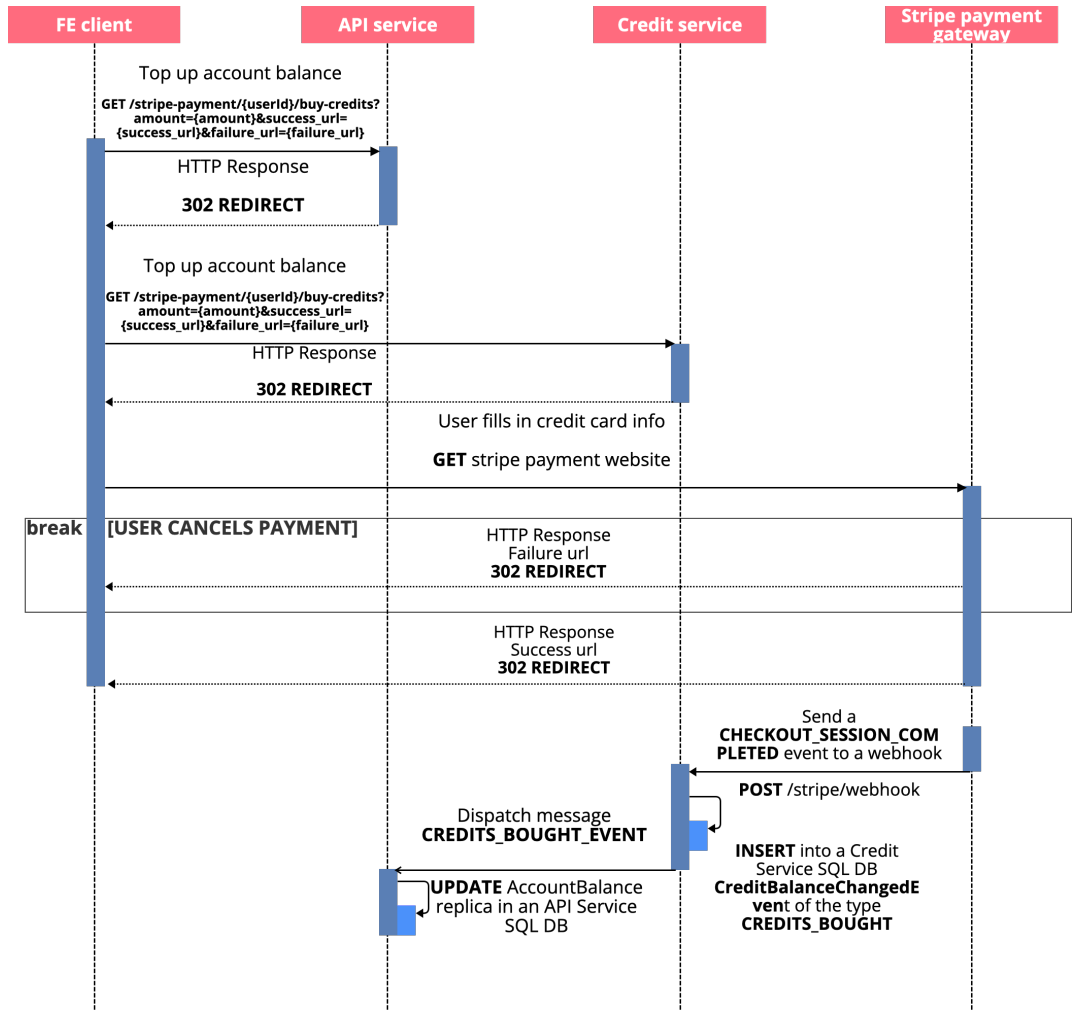 FE client
API service
Credit service
Stripe payment
gateway
Top up account balance
GET /stripe-payment/{userId}/buy-credits?
amount={amount}&success_url=
{success_url}&failure_url={failure_url}
HTTP Response
302 REDIRECT
Top up account balance
GET /stripe-payment/{userId}/buy-credits?
amount={amount}&success_url=
{success_url}&failure_url={failure_url}
HTTP Response
302 REDIRECT
User fills in credit card info
GET stripe payment website
break [USER CANCELS PAYMENT]
HTTP Response
Failure url
302 REDIRECT
HTTP Response
Success url
302 REDIRECT
Send a
CHECKOUT_SESSION_COM
PLETED event to a webhook
POST /stripe/webhook
Dispatch message
CREDITS_BOUGHT_EVENT
INSERT into a Credit
Service SQL DB
CreditBalanceChangedE
vent of the type
CREDITS_BOUGHT
UPDATE AccountBalance
replica in an API Service
SQL DB